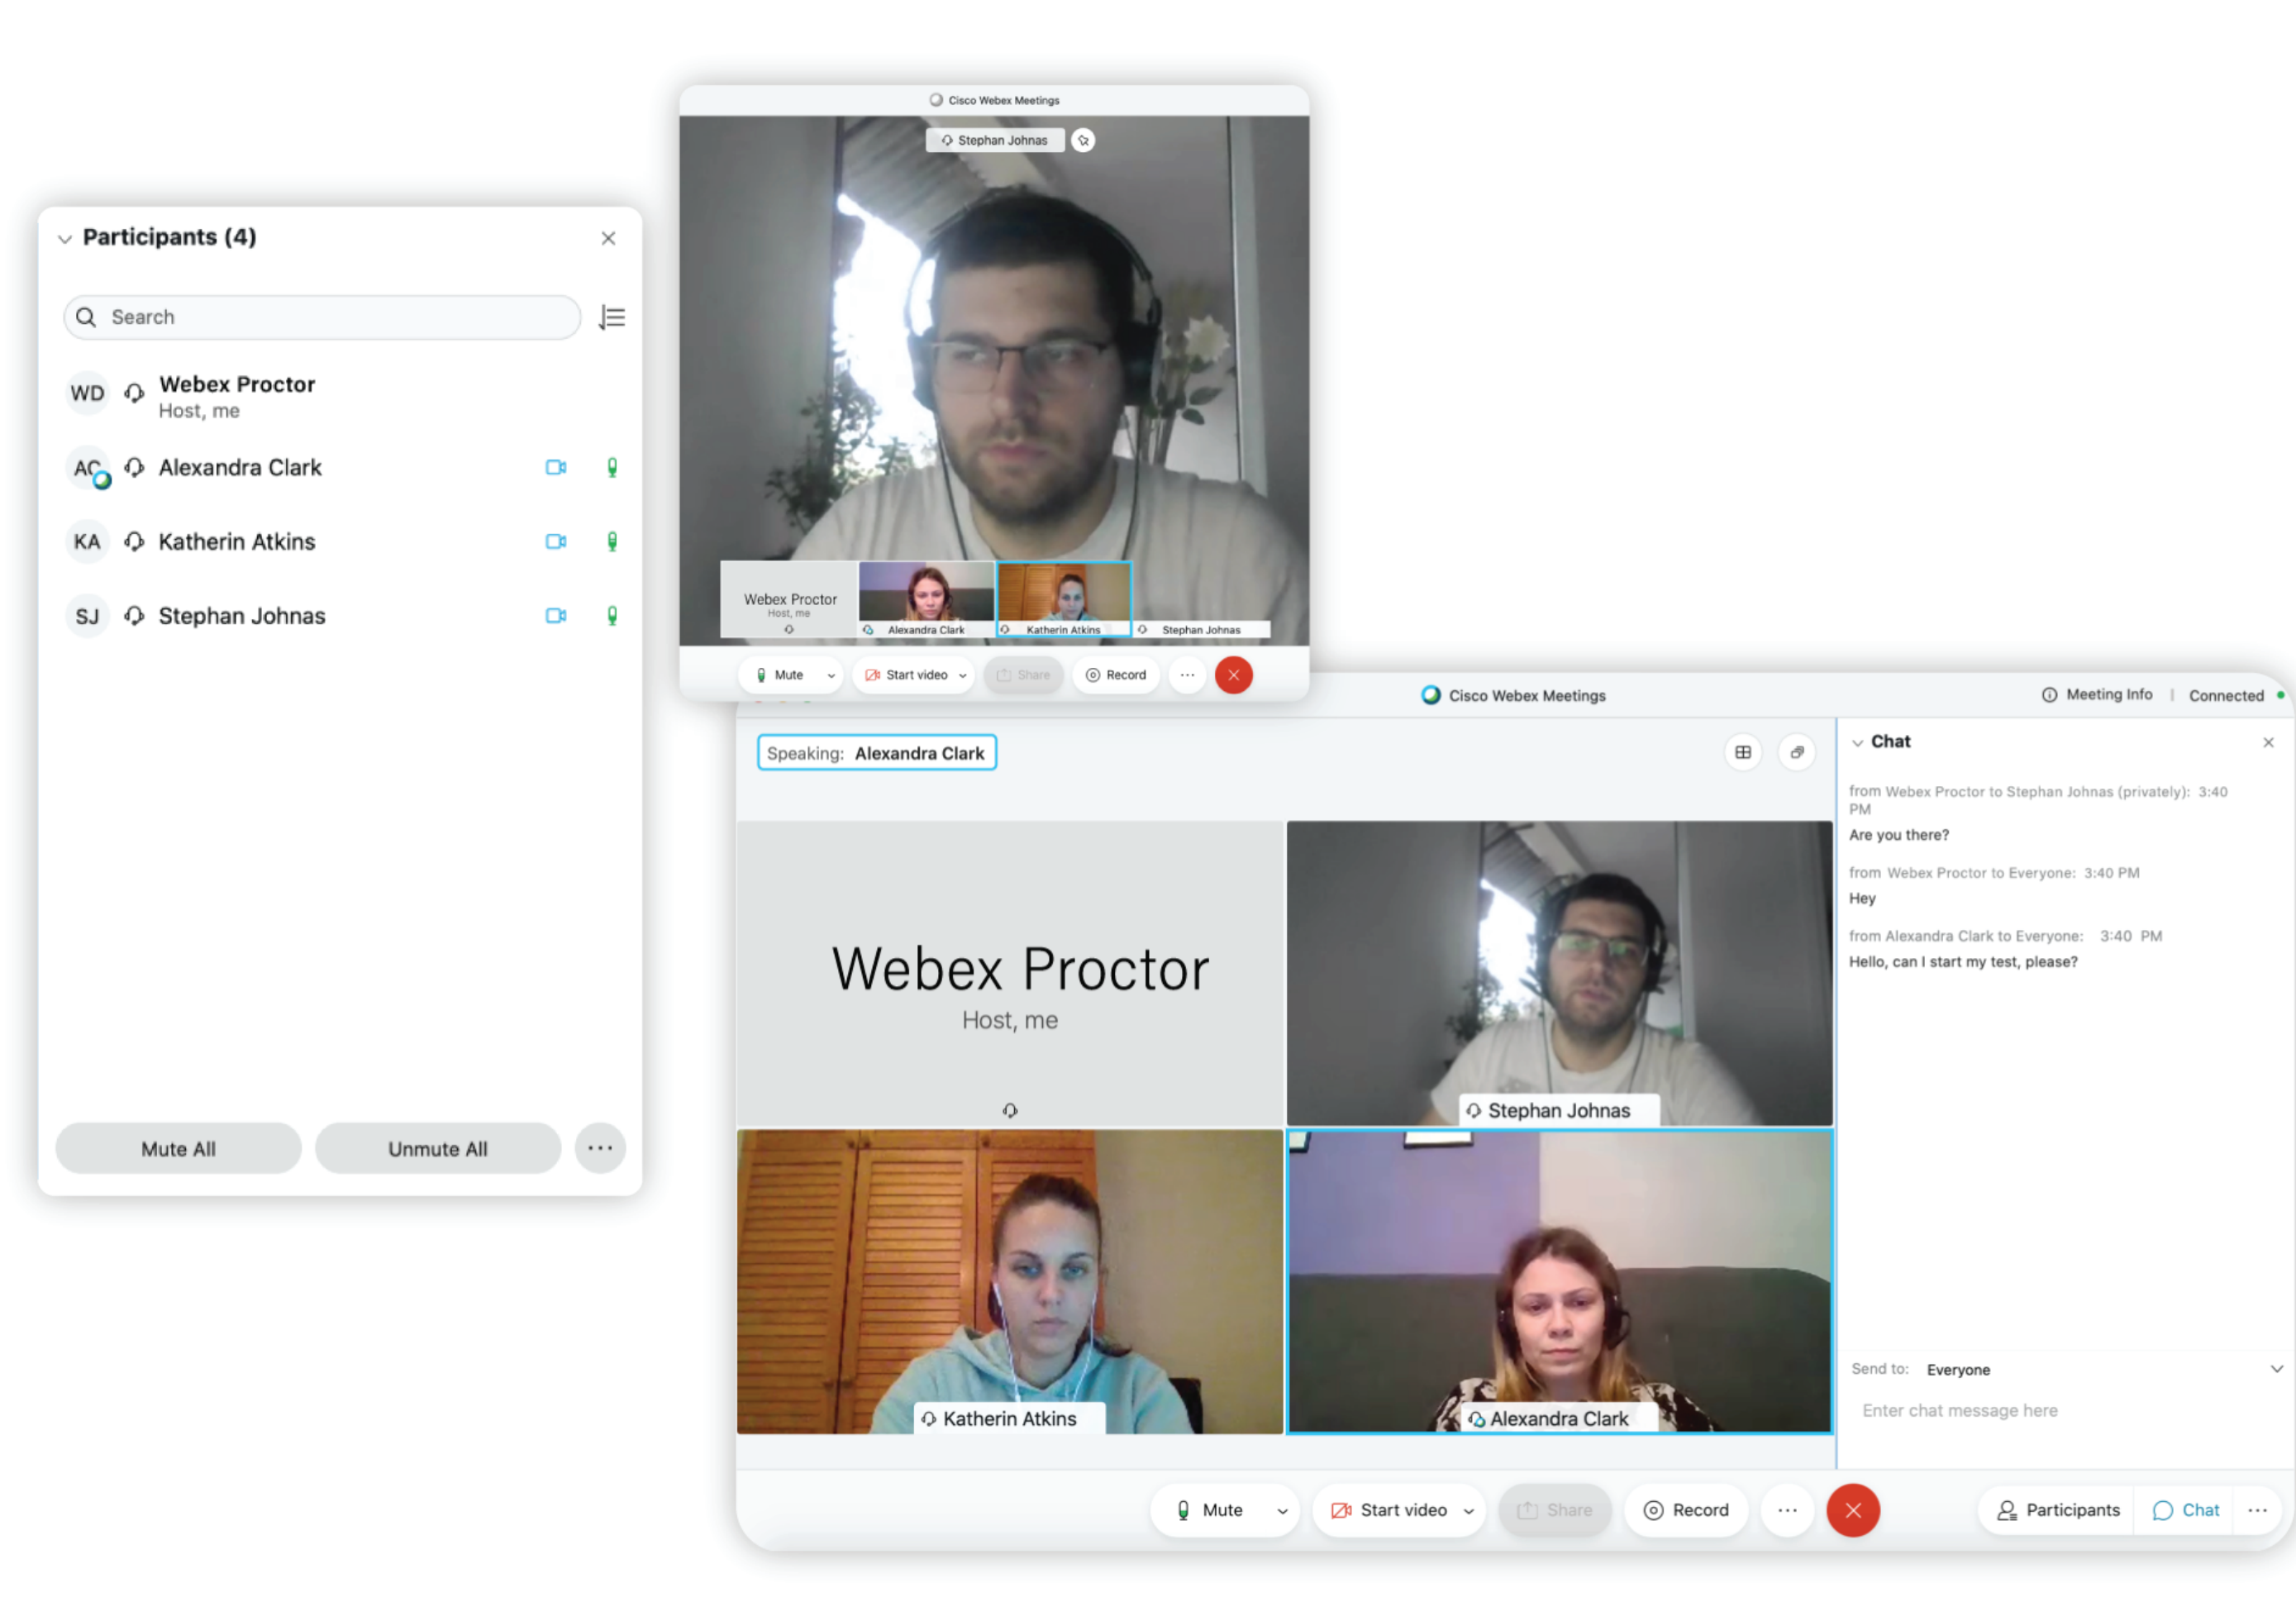 Participants (4)
Search
WD
Webex Proctor
Host, me
AC
Alexandra Clark
KA
Katherin Atkins
SJ
Stephan Johnas
Mute All
Unmute All
Cisco Webex Meetings
Stephan Johnas
Webex Proctor
Host, me
Alexandra Clark
Katherin Atkins
Stephan Johnas
Mute
Start video
Share
Record
Cisco Webex Meetings
Meeting Info
Connected
Speaking: Alexandra Clark
Webex Proctor
Host, me
Stephan Johnas
Katherin Atkins
Alexandra Clark
Chat
from Webex Proctor to Stephan Johnas (privately): 3:40
PM
Are you there?
from Webex Proctor to Everyone: 3:40 PM
Hey
from Alexandra Clark to Everyone: 3:40 PM
Hello, can I start my test, please?
Send to: Everyone
Enter chat message here
Mute
Start video
Share
Record
Participants
Chat